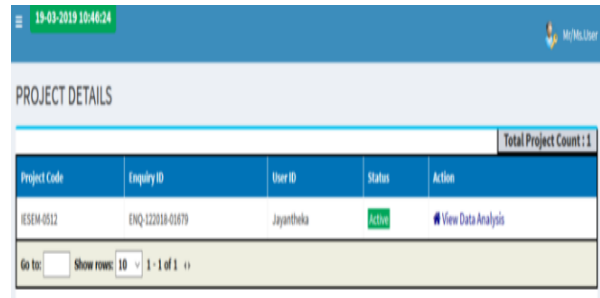 19-03-2019 10:46:24
Mr/Ms.User
PROJECT DETAILS
Total Project Count : 1
Project Code Enquiry ID User ID Status Action
IESEM-0512 ENQ-122018-01679 Jayantheka Active View Data Analysis
Go to: Show rows: 10 1 - 1 of 1